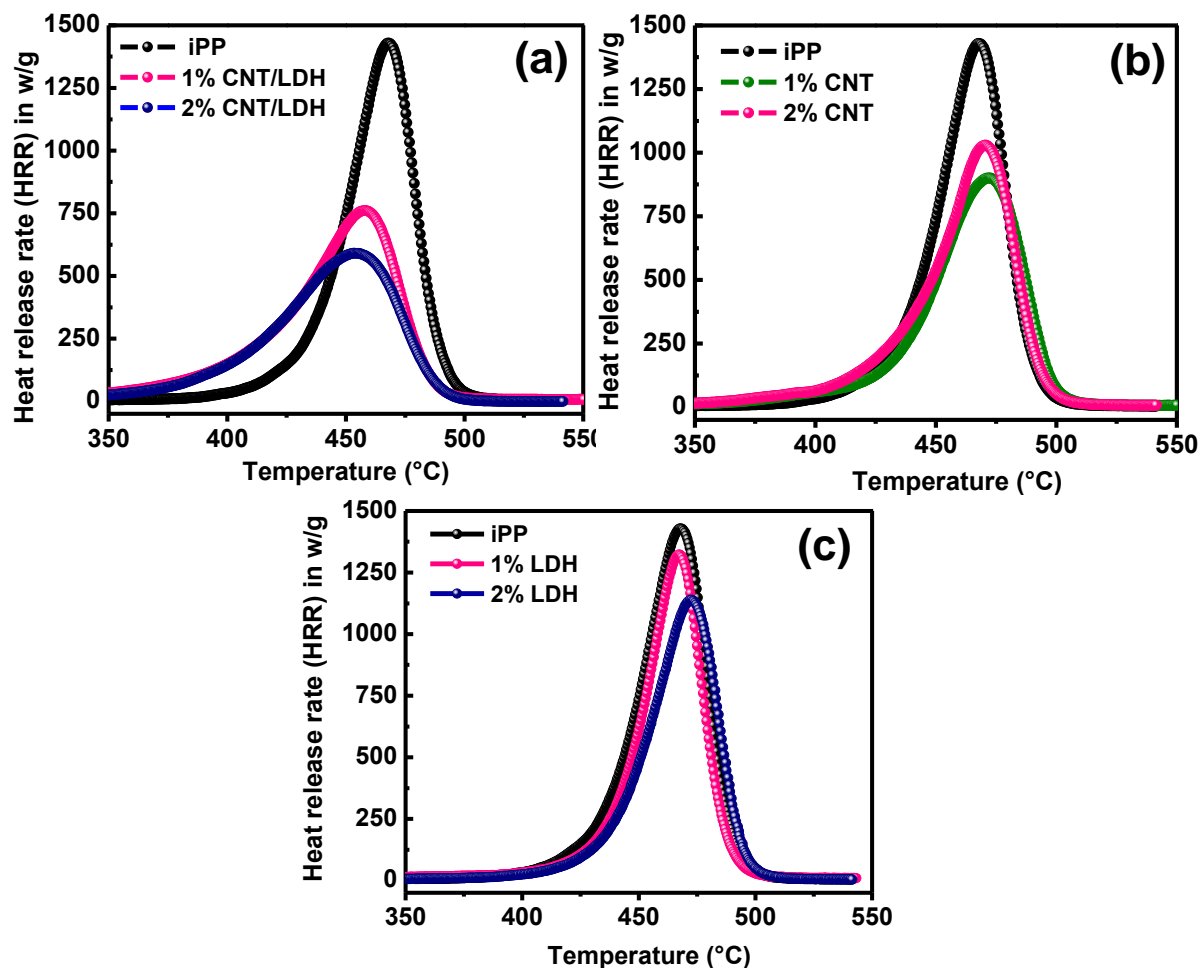 (a)
iPP
1% CNT/LDH
2% CNT/LDH
Heat release rate (HRR) in w/g
1500
1250
1000
750
500
250
0
350 400 450 500 550
Temperature (°C)
(b)
iPP
1% CNT
2% CNT
Heat release rate (HRR) in w/g
1500
1250
1000
750
500
250
0
350 400 450 500 550
Temperature (°C)
(c)
iPP
1% LDH
2% LDH
Heat release rate (HRR) in w/g
1500
1250
1000
750
500
250
0
350 400 450 500 550
Temperature (°C)